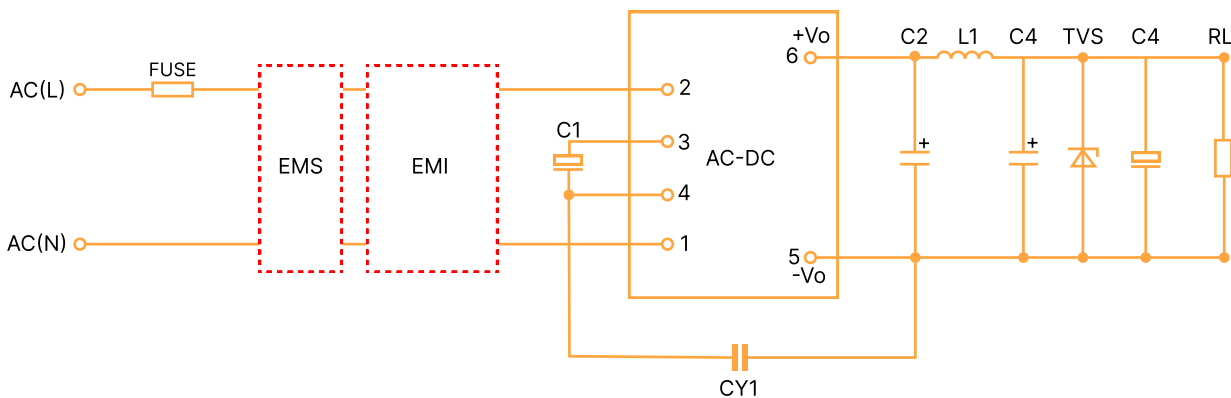 +Vo
C2
L1
C4
TVS
C4
RL
6
FUSE
AC(L)
2
C1
3
EMS
EMI
AC-DC
+
+
4
AC(N)
1
5
-Vo
CY1